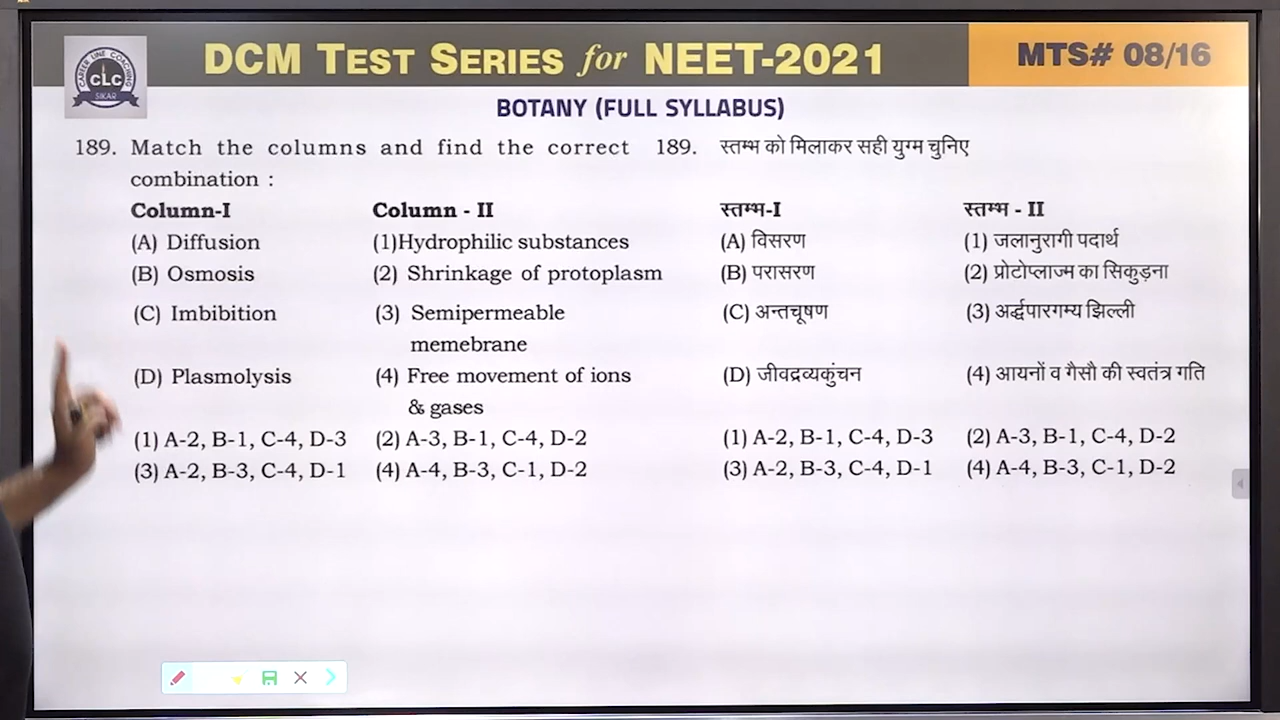 DCM TEST SERIES for NEET-2021
MTS# 08/16
CAREER LINE COACHING
CLC
SIKAR
BOTANY (FULL SYLLABUS)
189. Match the columns and find the correct combination :
Column-I Column - II
(A) Diffusion (1)Hydrophilic substances
(B) Osmosis (2) Shrinkage of protoplasm
(C) Imbibition (3) Semipermeable
memebrane
(D) Plasmolysis (4) Free movement of ions
& gases
(1) A-2, B-1, C-4, D-3 (2) A-3, B-1, C-4, D-2
(3) A-2, B-3, C-4, D-1 (4) A-4, B-3, C-1, D-2
189. स्तम्भ को मिलाकर सही युग्म चुनिए
स्तम्भ-I स्तम्भ - II
(A) विसरण (1) जलानुरागी पदार्थ
(B) परासरण (2) प्रोटोप्लाज्म का सिकुड़ना
(C) अन्तचूषण (3) अर्द्धपारगम्य झिल्ली
(D) जीवद्रव्यकुंचन (4) आयनों व गैसौ की स्वतंत्र गति
(1) A-2, B-1, C-4, D-3 (2) A-3, B-1, C-4, D-2
(3) A-2, B-3, C-4, D-1 (4) A-4, B-3, C-1, D-2